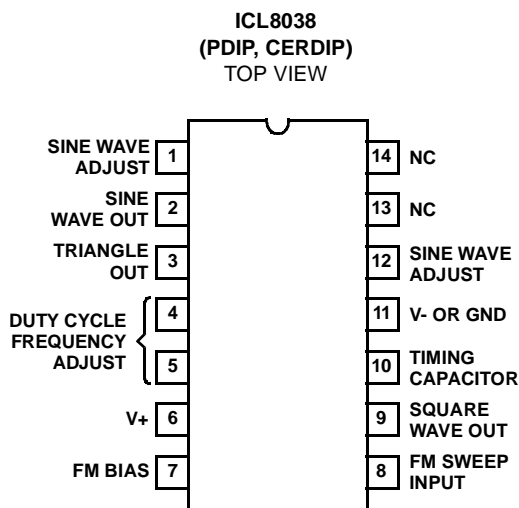 ICL8038
(PDIP, CERDIP)
TOP VIEW
SINE WAVE
ADJUST
1
14
NC
SINE
WAVE OUT
2
13
NC
TRIANGLE
OUT
3
12
SINE WAVE
ADJUST
DUTY CYCLE
FREQUENCY
ADJUST
4
11
V- OR GND
5
10
TIMING
CAPACITOR
V+
6
9
SQUARE
WAVE OUT
FM BIAS
7
8
FM SWEEP
INPUT